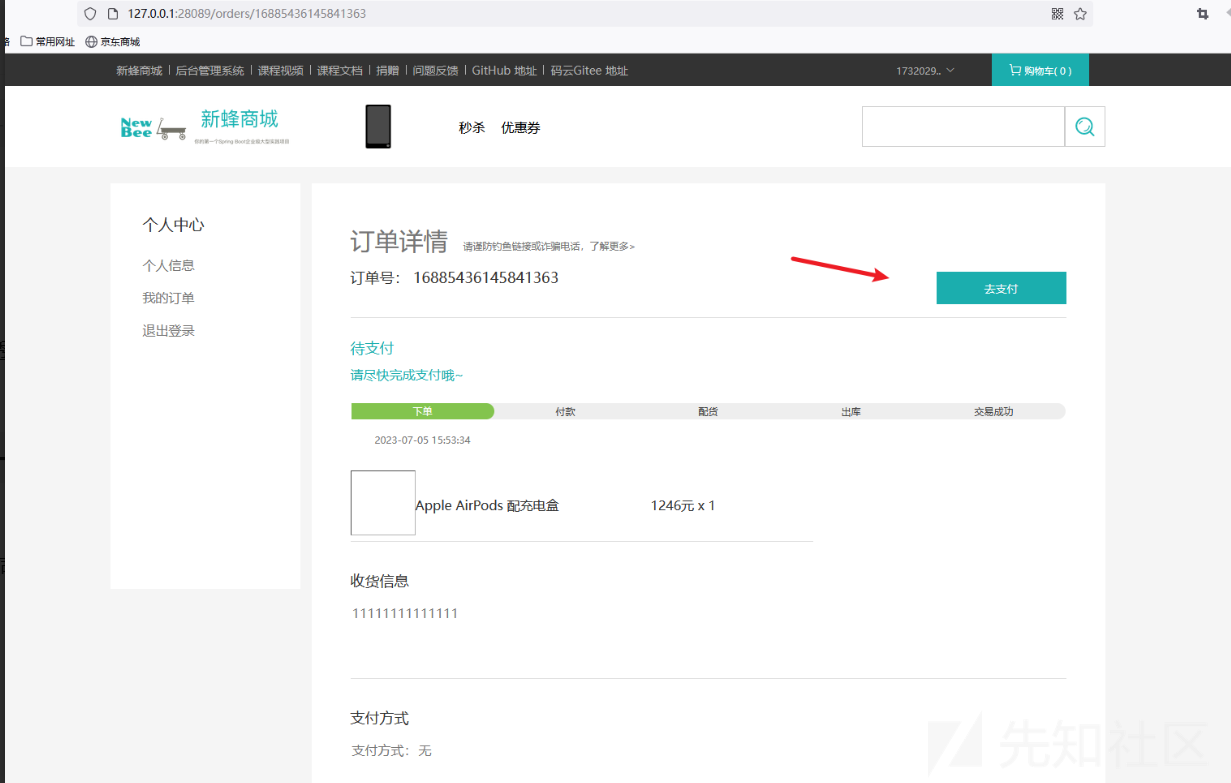 127.0.0.1:28089/orders/16885436145841363
常用网址 京东商城
新蜂商城 | 后台管理系统 | 课程视频 | 课程文档 | 捐赠 | 问题反馈 | GitHub 地址 | 码云Gitee 地址
1732029.. 购物车( 0 )
New Bee
新蜂商城
秒杀 优惠券
个人中心
个人信息
我的订单
退出登录
订单详情 请谨防钓鱼链接或诈骗电话，了解更多>
订单号： 16885436145841363
去支付
待支付
请尽快完成支付哦~
下单 付款 配货 出库 交易成功
2023-07-05 15:53:34
Apple AirPods 配充电盒 1246元 x 1
收货信息
11111111111111
支付方式
支付方式：无
先知社区